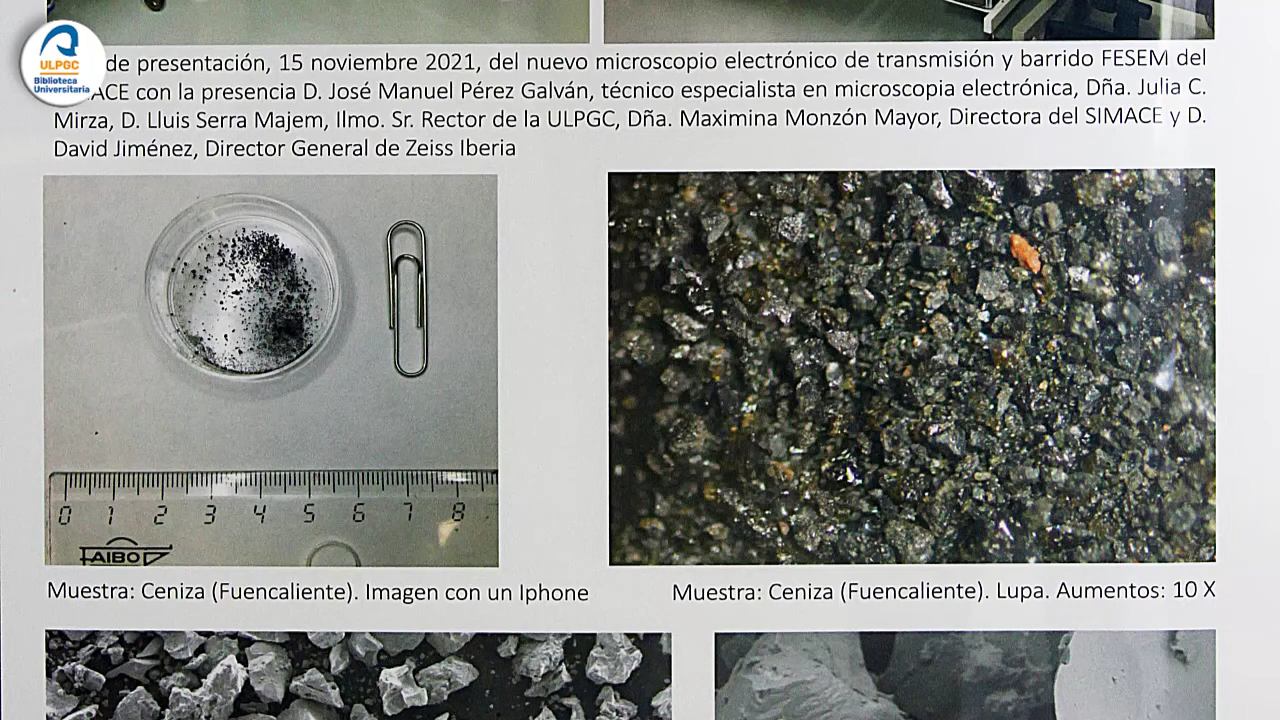 ULPGC
Biblioteca
Universitaria
de presentación, 15 noviembre 2021, del nuevo microscopio electrónico de transmisión y barrido FESEM del
ACE con la presencia D. José Manuel Pérez Galván, técnico especialista en microscopia electrónica, Dña. Julia C.
Mirza, D. Lluis Serra Majem, Ilmo. Sr. Rector de la ULPGC, Dña. Maximina Monzón Mayor, Directora del SIMACE y D.
David Jiménez, Director General de Zeiss Iberia
0 1 2 3 4 5 6 7 8
TAIBO
Muestra: Ceniza (Fuencaliente). Imagen con un Iphone
Muestra: Ceniza (Fuencaliente). Lupa. Aumentos: 10 X